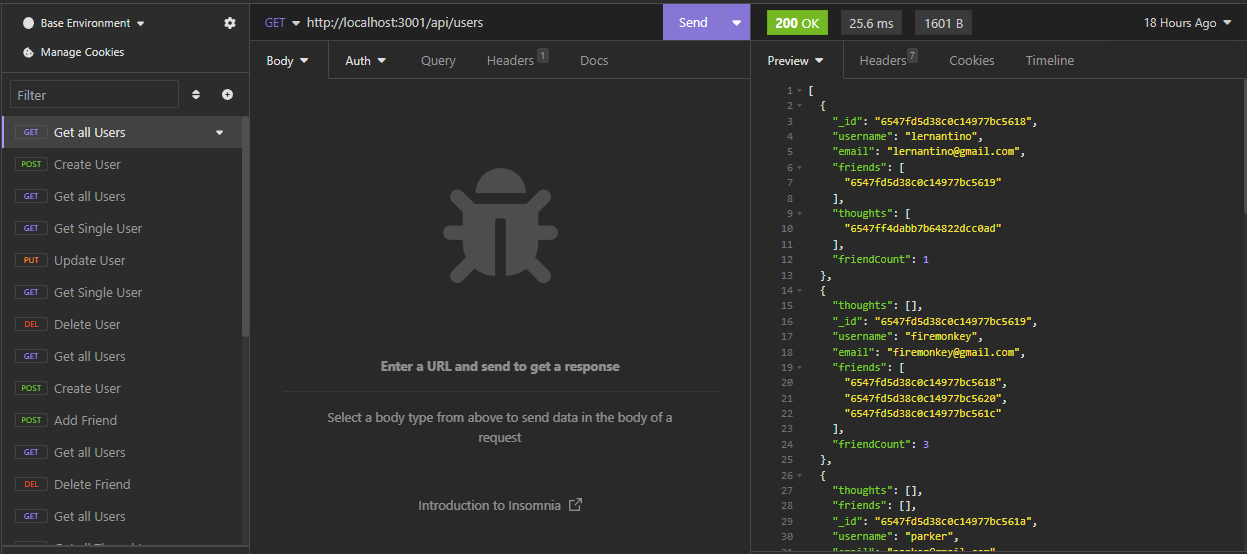 Base Environment
Manage Cookies
Filter
GET Get all Users
POST Create User
GET Get all Users
GET Get Single User
PUT Update User
GET Get Single User
DEL Delete User
GET Get all Users
POST Create User
POST Add Friend
GET Get all Users
DEL Delete Friend
GET Get all Users
GET http://localhost:3001/api/users
Send
Body Auth Query Headers 1 Docs
Enter a URL and send to get a response
Select a body type from above to send data in the body of a
request
Introduction to Insomnia
200 OK 25.6 ms 1601 B 18 Hours Ago
Preview Headers 7 Cookies Timeline
1 [
2 {
3 "_id": "6547fd5d38c0c14977bc5618",
4 "username": "lernantino",
5 "email": "lernantino@gmail.com",
6 "friends": [
7 "6547fd5d38c0c14977bc5619"
8 ],
9 "thoughts": [
10 "6547ff4dabb7b64822dcc0ad"
11 ],
12 "friendCount": 1
13 },
14 {
15 "thoughts": [],
16 "_id": "6547fd5d38c0c14977bc5619",
17 "username": "firemonkey",
18 "email": "firemonkey@gmail.com",
19 "friends": [
20 "6547fd5d38c0c14977bc5618",
21 "6547fd5d38c0c14977bc5620",
22 "6547fd5d38c0c14977bc561c"
23 ],
24 "friendCount": 3
25 },
26 {
27 "thoughts": [],
28 "friends": [],
29 "_id": "6547fd5d38c0c14977bc561a",
30 "username": "parker",
31 "email": "parker@gmail.com"